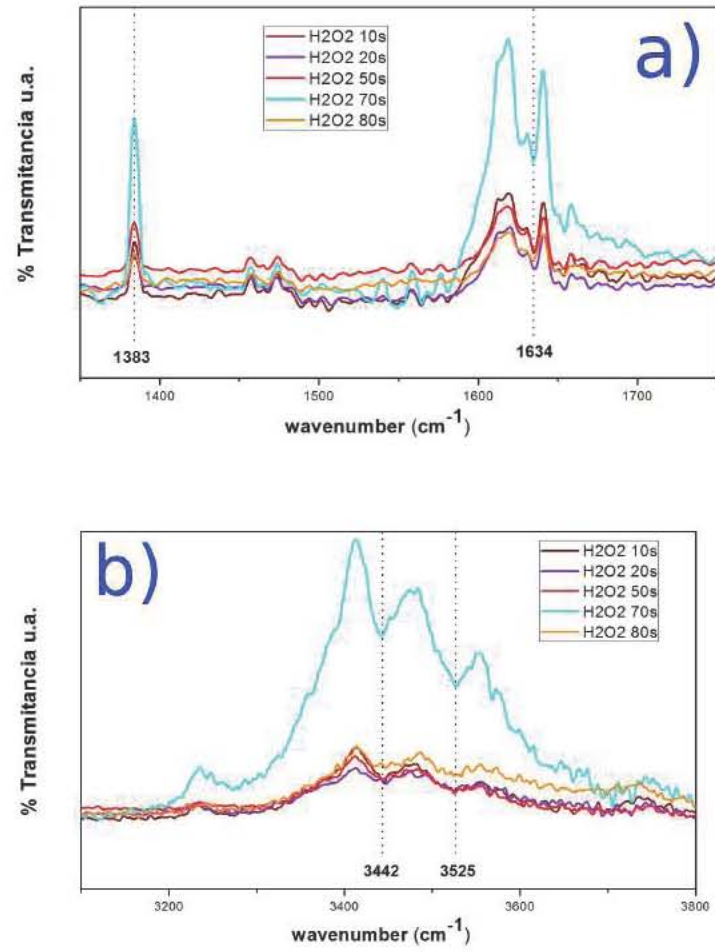 a)
H2O2 10s
H2O2 20s
H2O2 50s
H2O2 70s
H2O2 80s
% Transmitancia u.a.
1383
1634
1400
1500
1600
1700
wavenumber (cm-1)
b)
H2O2 10s
H2O2 20s
H2O2 50s
H2O2 70s
H2O2 80s
% Transmitancia u.a.
3442
3525
3200
3400
3600
3800
wavenumber (cm-1)